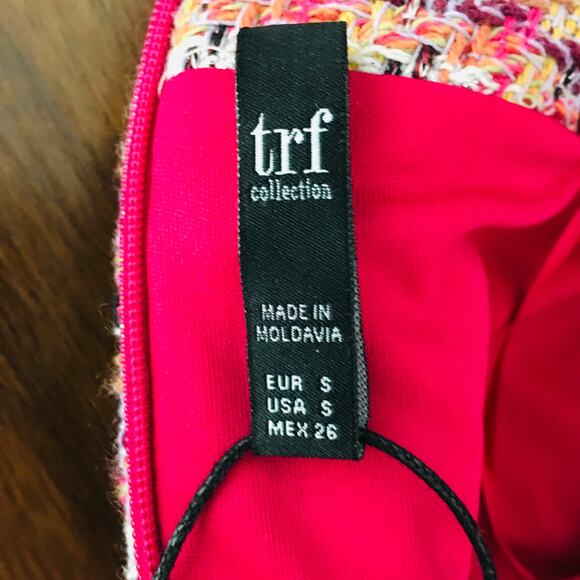 trf
collection
MADE IN
MOLDAVIA
EUR S
USA S
MEX 26